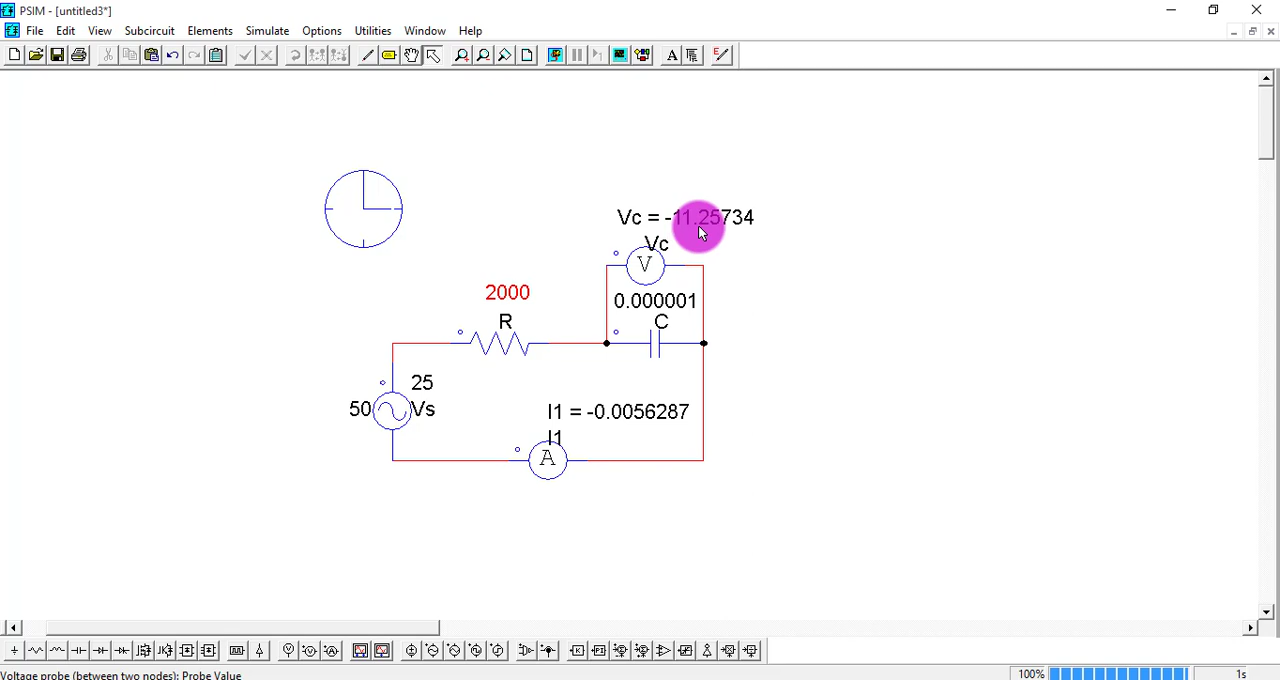 PSIM - [untitled3*]
File Edit View Subcircuit Elements Simulate Options Utilities Window Help
Vc = -11.25734
Vc
V
2000
0.000001
R
C
25
50
Vs
I1 = -0.0056287
I1
A
Voltage probe (between two nodes): Probe Value
100%
1s